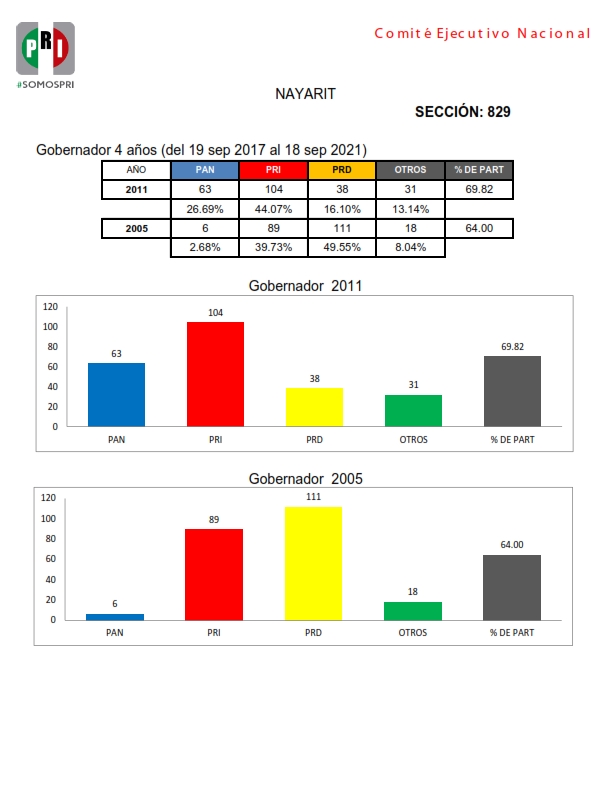 PRI
#SOMOSPRI
Comité Ejecutivo Nacional
NAYARIT
SECCIÓN: 829
Gobernador 4 años (del 19 sep 2017 al 18 sep 2021)
AÑO PAN PRI PRD OTROS % DE PART
2011 63 104 38 31 69.82
26.69% 44.07% 16.10% 13.14%
2005 6 89 111 18 64.00
2.68% 39.73% 49.55% 8.04%
Gobernador 2011
120
100
80
60
40
20
0
63
104
38
31
69.82
PAN PRI PRD OTROS % DE PART
Gobernador 2005
120
100
80
60
40
20
0
6
89
111
18
64.00
PAN PRI PRD OTROS % DE PART